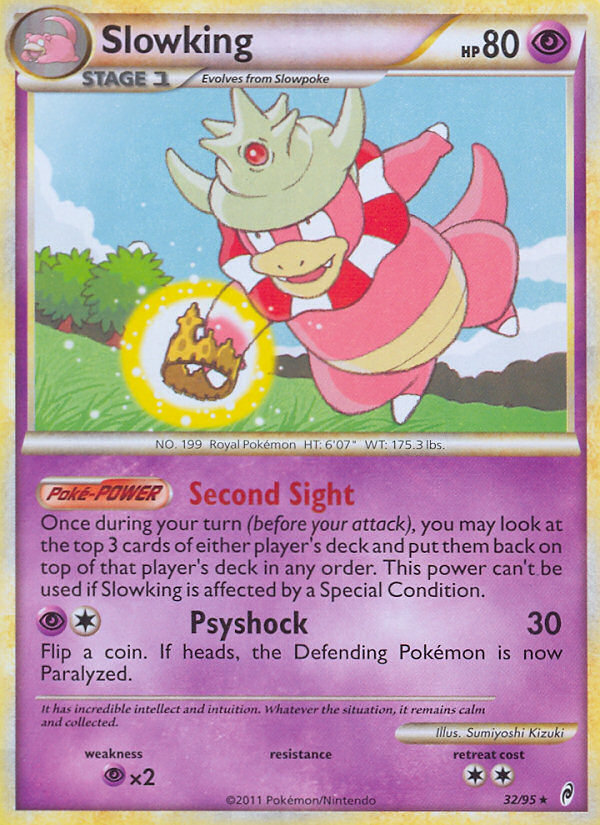 Slowking
HP 80
STAGE 1
Evolves from Slowpoke
NO. 199 Royal Pokémon HT: 6'07" WT: 175.3 lbs.
Poké-POWER Second Sight
Once during your turn (before your attack), you may look at
the top 3 cards of either player's deck and put them back on
top of that player's deck in any order. This power can't be
used if Slowking is affected by a Special Condition.
Psyshock 30
Flip a coin. If heads, the Defending Pokémon is now
Paralyzed.
It has incredible intellect and intuition. Whatever the situation, it remains calm
and collected.
Illus. Sumiyoshi Kizuki
weakness resistance retreat cost
×2
©2011 Pokémon/Nintendo 32/95 ★